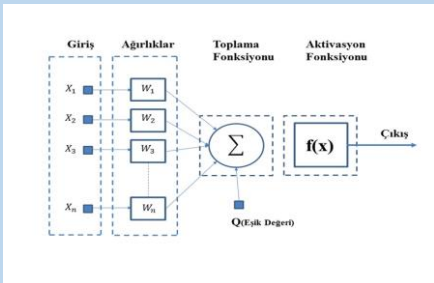 Giriş
Ağırlıklar
Toplama
Fonksiyonu
Aktivasyon
Fonksiyonu
X₁
W₁
X₂
W₂
X₃
W₃
Xₙ
Wₙ
∑
f(x)
Çıkış
Q(Eşik Değeri)